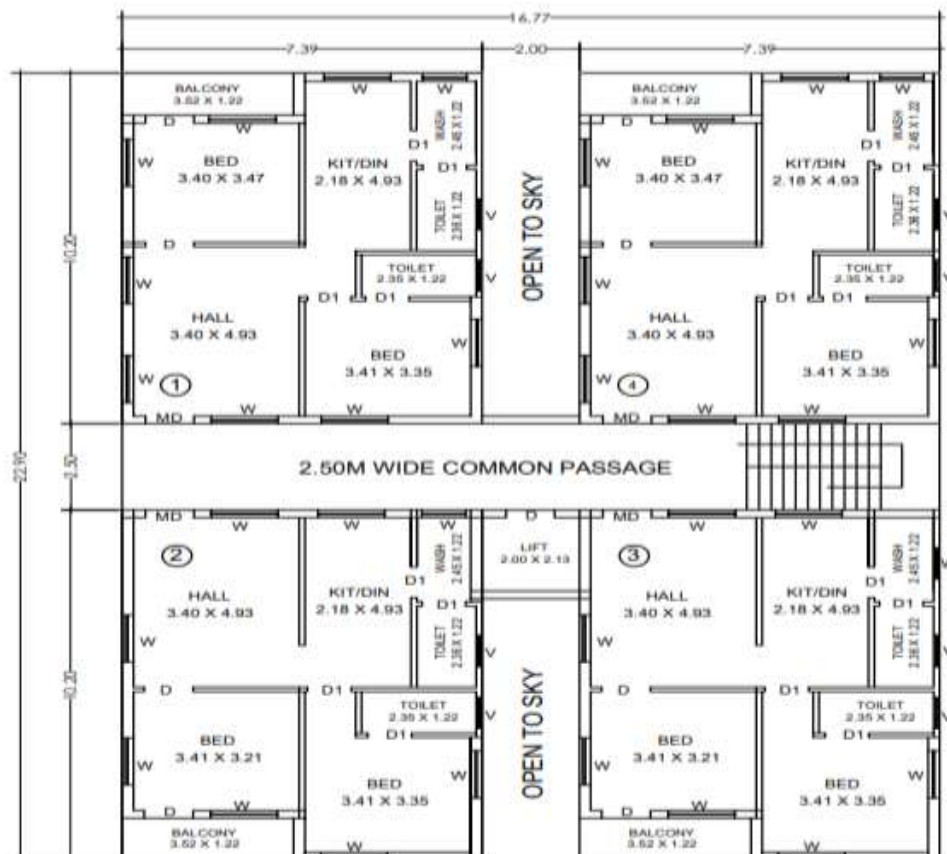 16.77
7.39
2.00
7.39
22.90
10.20
2.50
10.20
BALCONY
3.52 X 1.22
D
W
W
BED
3.40 X 3.47
D
W
KIT/DIN
2.18 X 4.93
W
WASH
2.45 X 1.22
D1
D1
TOILET
2.35 X 1.22
V
TOILET
2.35 X 1.22
V
D1
D1
W
HALL
3.40 X 4.93
W
1
MD
W
BED
3.41 X 3.35
W
W
OPEN TO SKY
BALCONY
3.52 X 1.22
D
W
W
BED
3.40 X 3.47
D
W
KIT/DIN
2.18 X 4.93
W
WASH
2.45 X 1.22
D1
D1
TOILET
2.35 X 1.22
V
TOILET
2.35 X 1.22
V
D1
D1
W
HALL
3.40 X 4.93
W
4
MD
W
BED
3.41 X 3.35
W
W
2.50M WIDE COMMON PASSAGE
MD
W
2
HALL
3.40 X 4.93
W
D
W
KIT/DIN
2.18 X 4.93
W
WASH
2.45 X 1.22
D1
D1
TOILET
2.35 X 1.22
V
D1
TOILET
2.35 X 1.22
V
D1
BED
3.41 X 3.21
W
D
W
BED
3.41 X 3.35
W
W
BALCONY
3.52 X 1.22
D
LIFT
2.00 X 2.13
OPEN TO SKY
MD
W
3
HALL
3.40 X 4.93
W
D
W
KIT/DIN
2.18 X 4.93
WASH
2.45 X 1.22
V
D1
D1
TOILET
2.35 X 1.22
V
D1
TOILET
2.35 X 1.22
V
D1
BED
3.41 X 3.21
W
D
W
BED
3.41 X 3.35
W
W
BALCONY
3.52 X 1.22